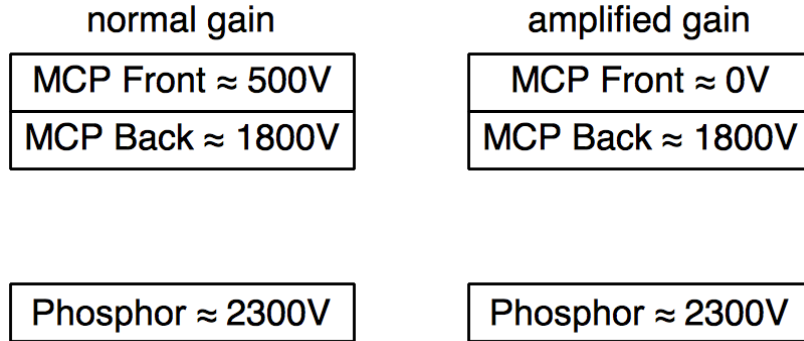 normal gain
MCP Front ≈ 500V
MCP Back ≈ 1800V
Phosphor ≈ 2300V
amplified gain
MCP Front ≈ 0V
MCP Back ≈ 1800V
Phosphor ≈ 2300V